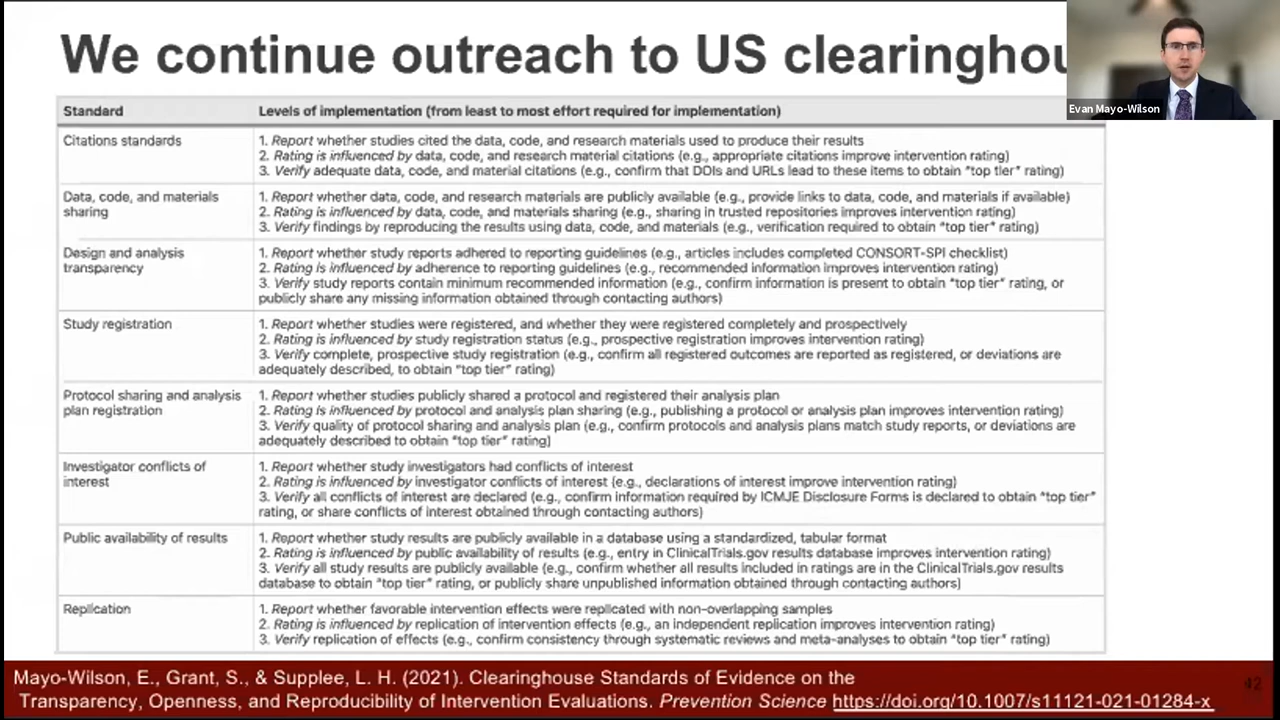 We continue outreach to US clearinghou
Evan Mayo-Wilson
Standard
Levels of implementation (from least to most effort required for implementation)
Citations standards
1. Report whether studies cited the data, code, and research materials used to produce their results
2. Rating is influenced by data, code, and research material citations (e.g., appropriate citations improve intervention rating)
3. Verify adequate data, code, and material citations (e.g., confirm that DOIs and URLs lead to these items to obtain "top tier" rating)
Data, code, and materials
sharing
1. Report whether data, code, and research materials are publicly available (e.g., provide links to data, code, and materials if available)
2. Rating is influenced by data, code, and materials sharing (e.g., sharing in trusted repositories improves intervention rating)
3. Verify findings by reproducing the results using data, code, and materials (e.g., verification required to obtain "top tier" rating)
Design and analysis
transparency
1. Report whether study reports adhered to reporting guidelines (e.g., articles includes completed CONSORT-SPI checklist)
2. Rating is influenced by adherence to reporting guidelines (e.g., recommended information improves intervention rating)
3. Verify study reports contain minimum recommended information (e.g., confirm information is present to obtain "top tier" rating, or
publicly share any missing information obtained through contacting authors)
Study registration
1. Report whether studies were registered, and whether they were registered completely and prospectively
2. Rating is influenced by study registration status (e.g., prospective registration improves intervention rating)
3. Verify complete, prospective study registration (e.g., confirm all registered outcomes are reported as registered, or deviations are
adequately described, to obtain "top tier" rating)
Protocol sharing and analysis
plan registration
1. Report whether studies publicly shared a protocol and registered their analysis plan
2. Rating is influenced by protocol and analysis plan sharing (e.g., publishing a protocol or analysis plan improves intervention rating)
3. Verify quality of protocol sharing and analysis plan (e.g., confirm protocols and analysis plans match study reports, or deviations are
adequately described to obtain "top tier" rating)
Investigator conflicts of
interest
1. Report whether study investigators had conflicts of interest
2. Rating is influenced by investigator conflicts of interest (e.g., declarations of interest improve intervention rating)
3. Verify all conflicts of interest are declared (e.g., confirm information required by ICMJE Disclosure Forms is declared to obtain "top tier"
rating, or share conflicts of interest obtained through contacting authors)
Public availability of results
1. Report whether study results are publicly available in a database using a standardized, tabular format
2. Rating is influenced by public availability of results (e.g., entry in ClinicalTrials.gov results database improves intervention rating)
3. Verify all study results are publicly available (e.g., confirm whether all results included in ratings are in the ClinicalTrials.gov results
database to obtain "top tier" rating, or publicly share unpublished information obtained through contacting authors)
Replication
1. Report whether favorable intervention effects were replicated with non-overlapping samples
2. Rating is influenced by replication of intervention effects (e.g., an independent replication improves intervention rating)
3. Verify replication of effects (e.g., confirm consistency through systematic reviews and meta-analyses to obtain "top tier" rating)
Mayo-Wilson, E., Grant, S., & Supplee, L. H. (2021). Clearinghouse Standards of Evidence on the
Transparency, Openness, and Reproducibility of Intervention Evaluations. Prevention Science https://doi.org/10.1007/s11121-021-01284-x
42